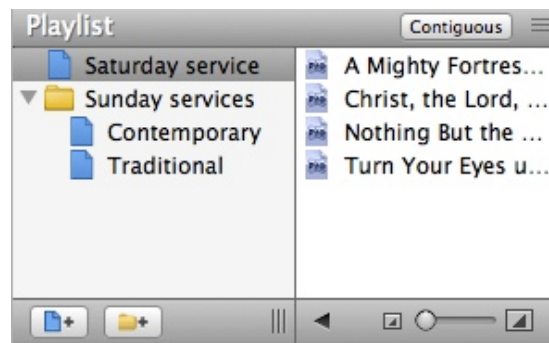 Playlist
Contiguous
Saturday service
Sunday services
Contemporary
Traditional
A Mighty Fortres...
Christ, the Lord, ...
Nothing But the ...
Turn Your Eyes u...